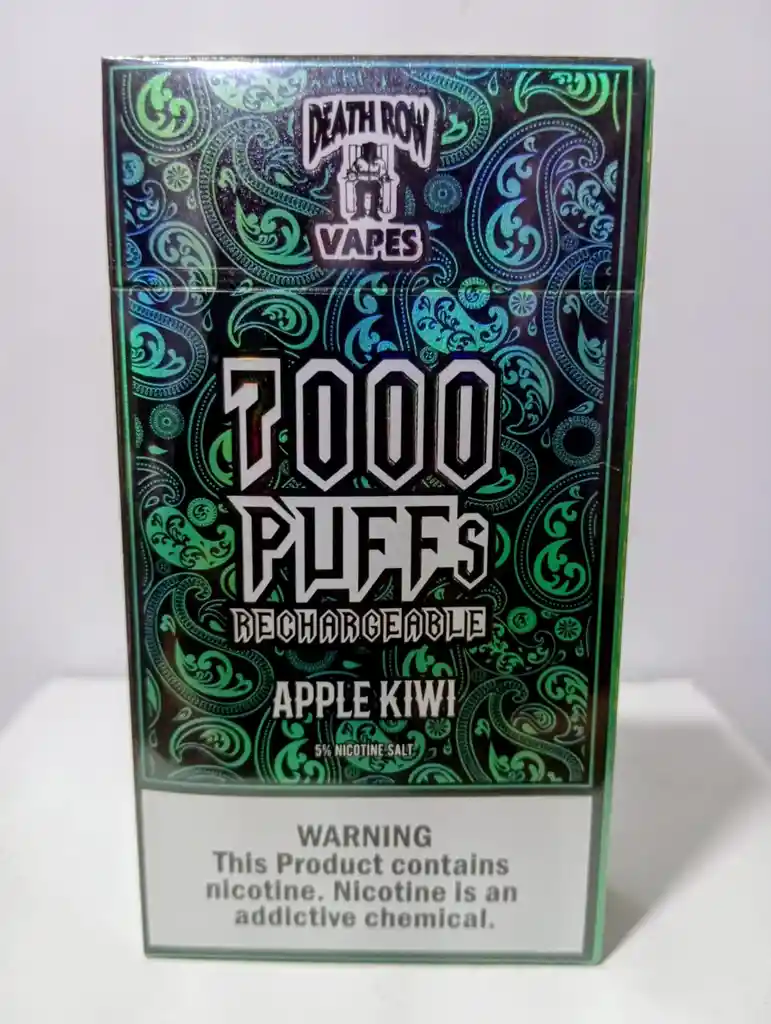 DEATH ROW
VAPES
7000
PUFFs
RECHARGEABLE
APPLE KIWI
5% NICOTINE SALT
WARNING
This Product contains
nicotine. Nicotine is an
addictive chemical.